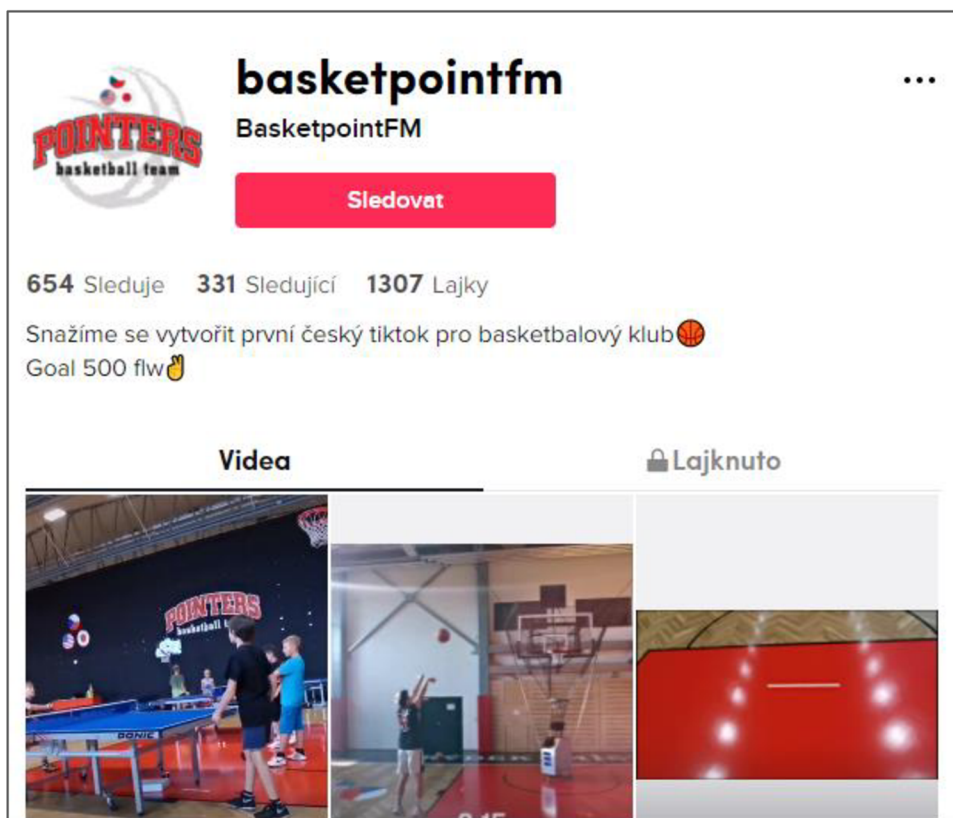 basketpointfm
BasketpointFM
POINTERS
basketball team
Sledovat
654 Sleduje 331 Sledující 1307 Lajky
Snažíme se vytvořit první český tiktok pro basketbalový klub🏀
Goal 500 flw✌
Videa Lajknuto
POINTERS
basketball
DONIC